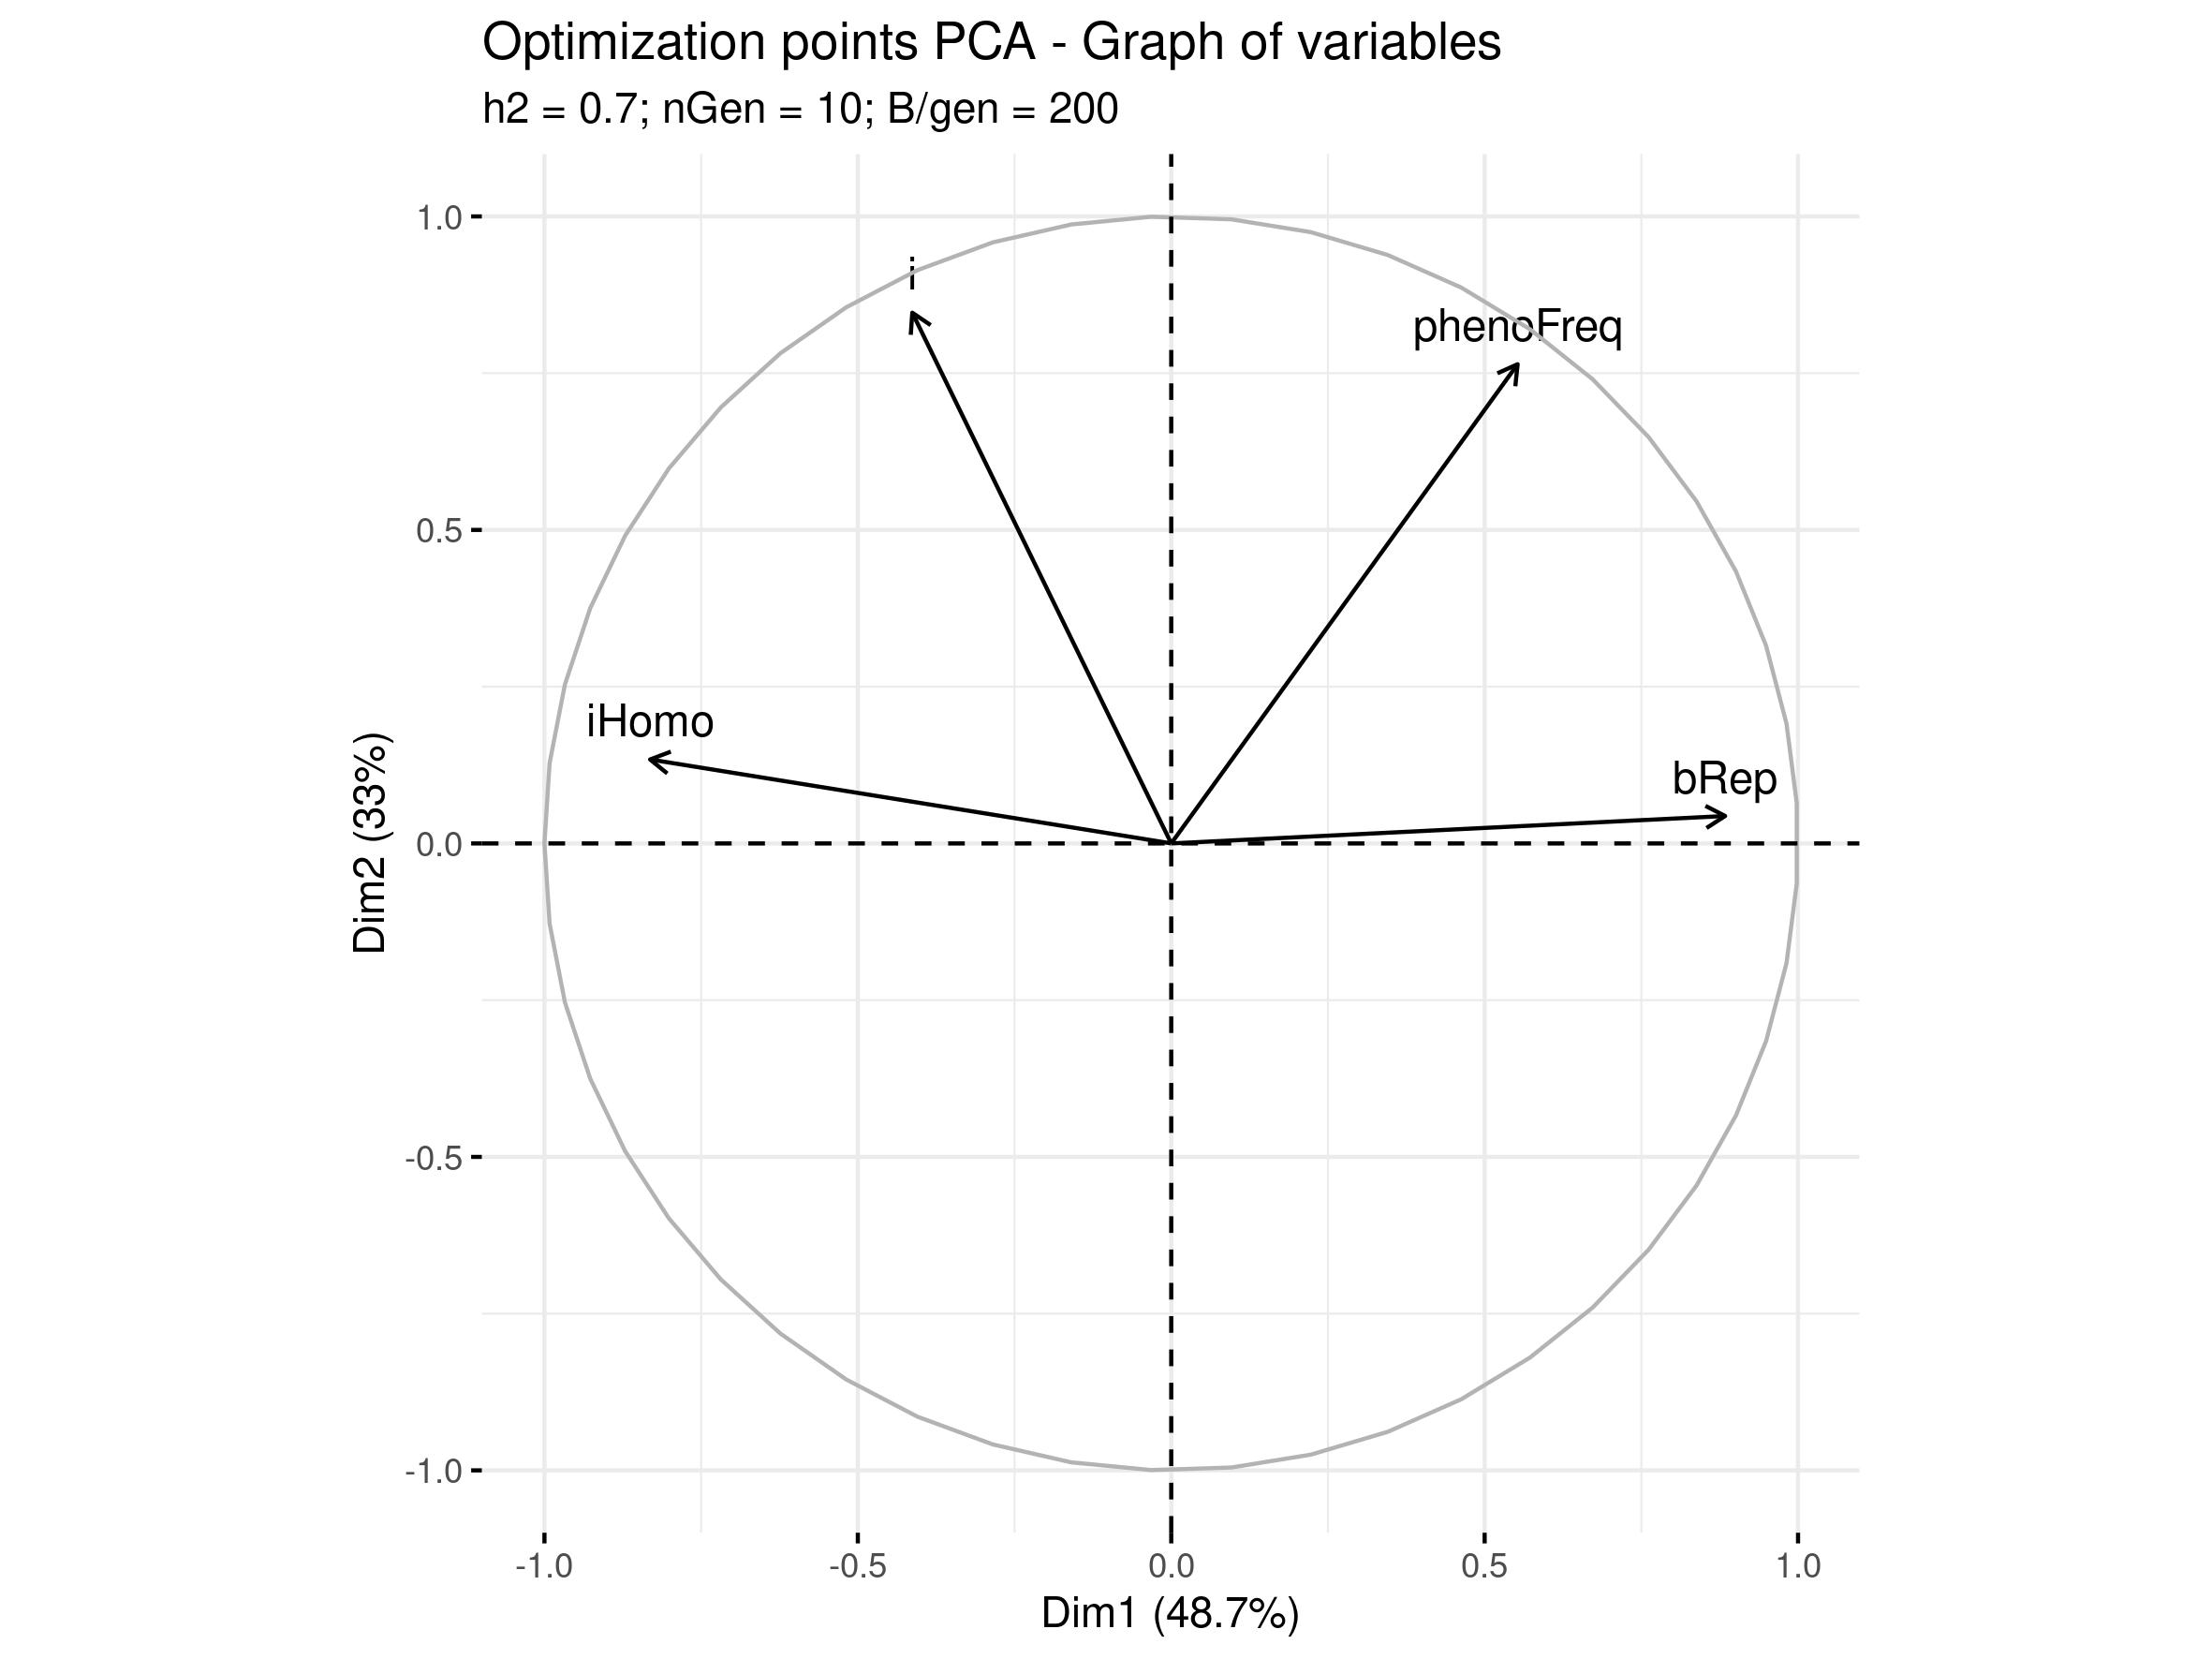 Optimization points PCA - Graph of variables
h2 = 0.7; nGen = 10; B/gen = 200
1.0
0.5
0.0
-0.5
-1.0
Dim2 (33%)
i
phenoFreq
iHomo
bRep
-1.0
-0.5
0.0
0.5
1.0
Dim1 (48.7%)